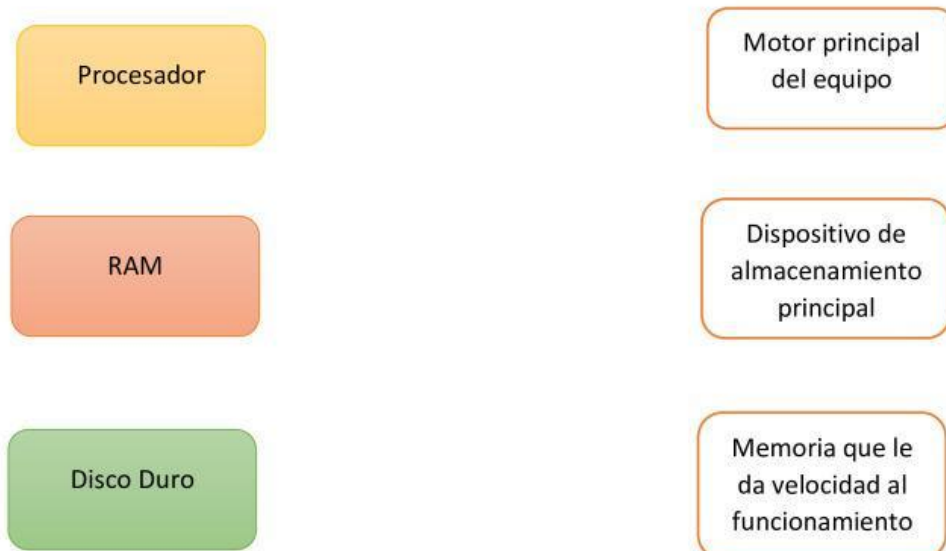 Procesador
Motor principal
del equipo
RAM
Dispositivo de
almacenamiento
principal
Disco Duro
Memoria que le
da velocidad al
funcionamiento